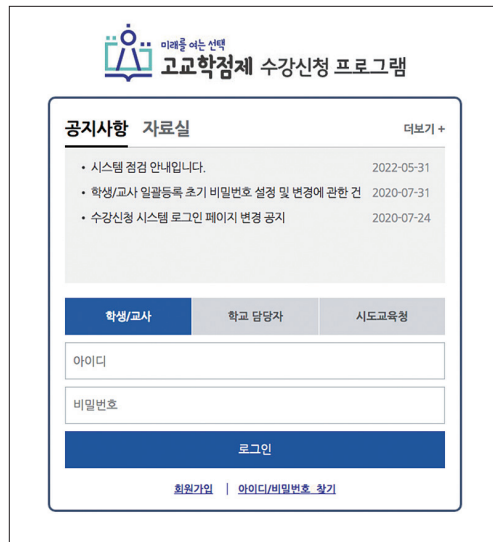 미래를 여는 선택
고교학점제 수강신청 프로그램
공지사항 자료실 더보기 +
• 시스템 점검 안내입니다. 2022-05-31
• 학생/교사 일괄등록 초기 비밀번호 설정 및 변경에 관한 건 2020-07-31
• 수강신청 시스템 로그인 페이지 변경 공지 2020-07-24
학생/교사 학교 담당자 시도교육청
아이디
비밀번호
로그인
회원가입 | 아이디/비밀번호 찾기